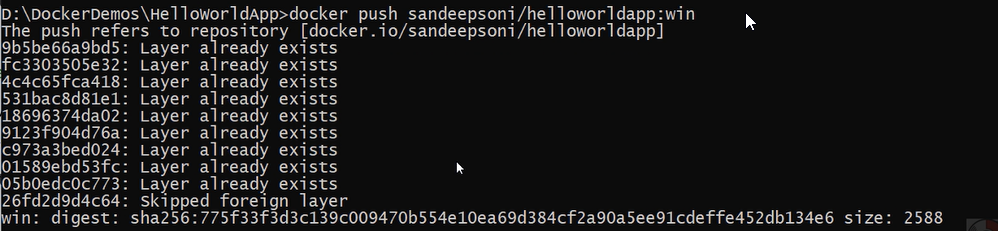 D:\DockerDemos\HelloWorldApp>docker push sandeepsoni/helloworldapp:win
The push refers to repository [docker.io/sandeepsoni/helloworldapp]
9b5be66a9bd5: Layer already exists
fc3303505e32: Layer already exists
4c4c65fca418: Layer already exists
531bac8d81e1: Layer already exists
18696374da02: Layer already exists
9123f904d76a: Layer already exists
c973a3bed024: Layer already exists
01589ebd53fc: Layer already exists
05b0edc0c773: Layer already exists
26fd2d9d4c64: Skipped foreign layer
win: digest: sha256:775f33f3d3c139c009470b554e10ea69d384cf2a90a5ee91cdeffe452db134e6 size: 2588